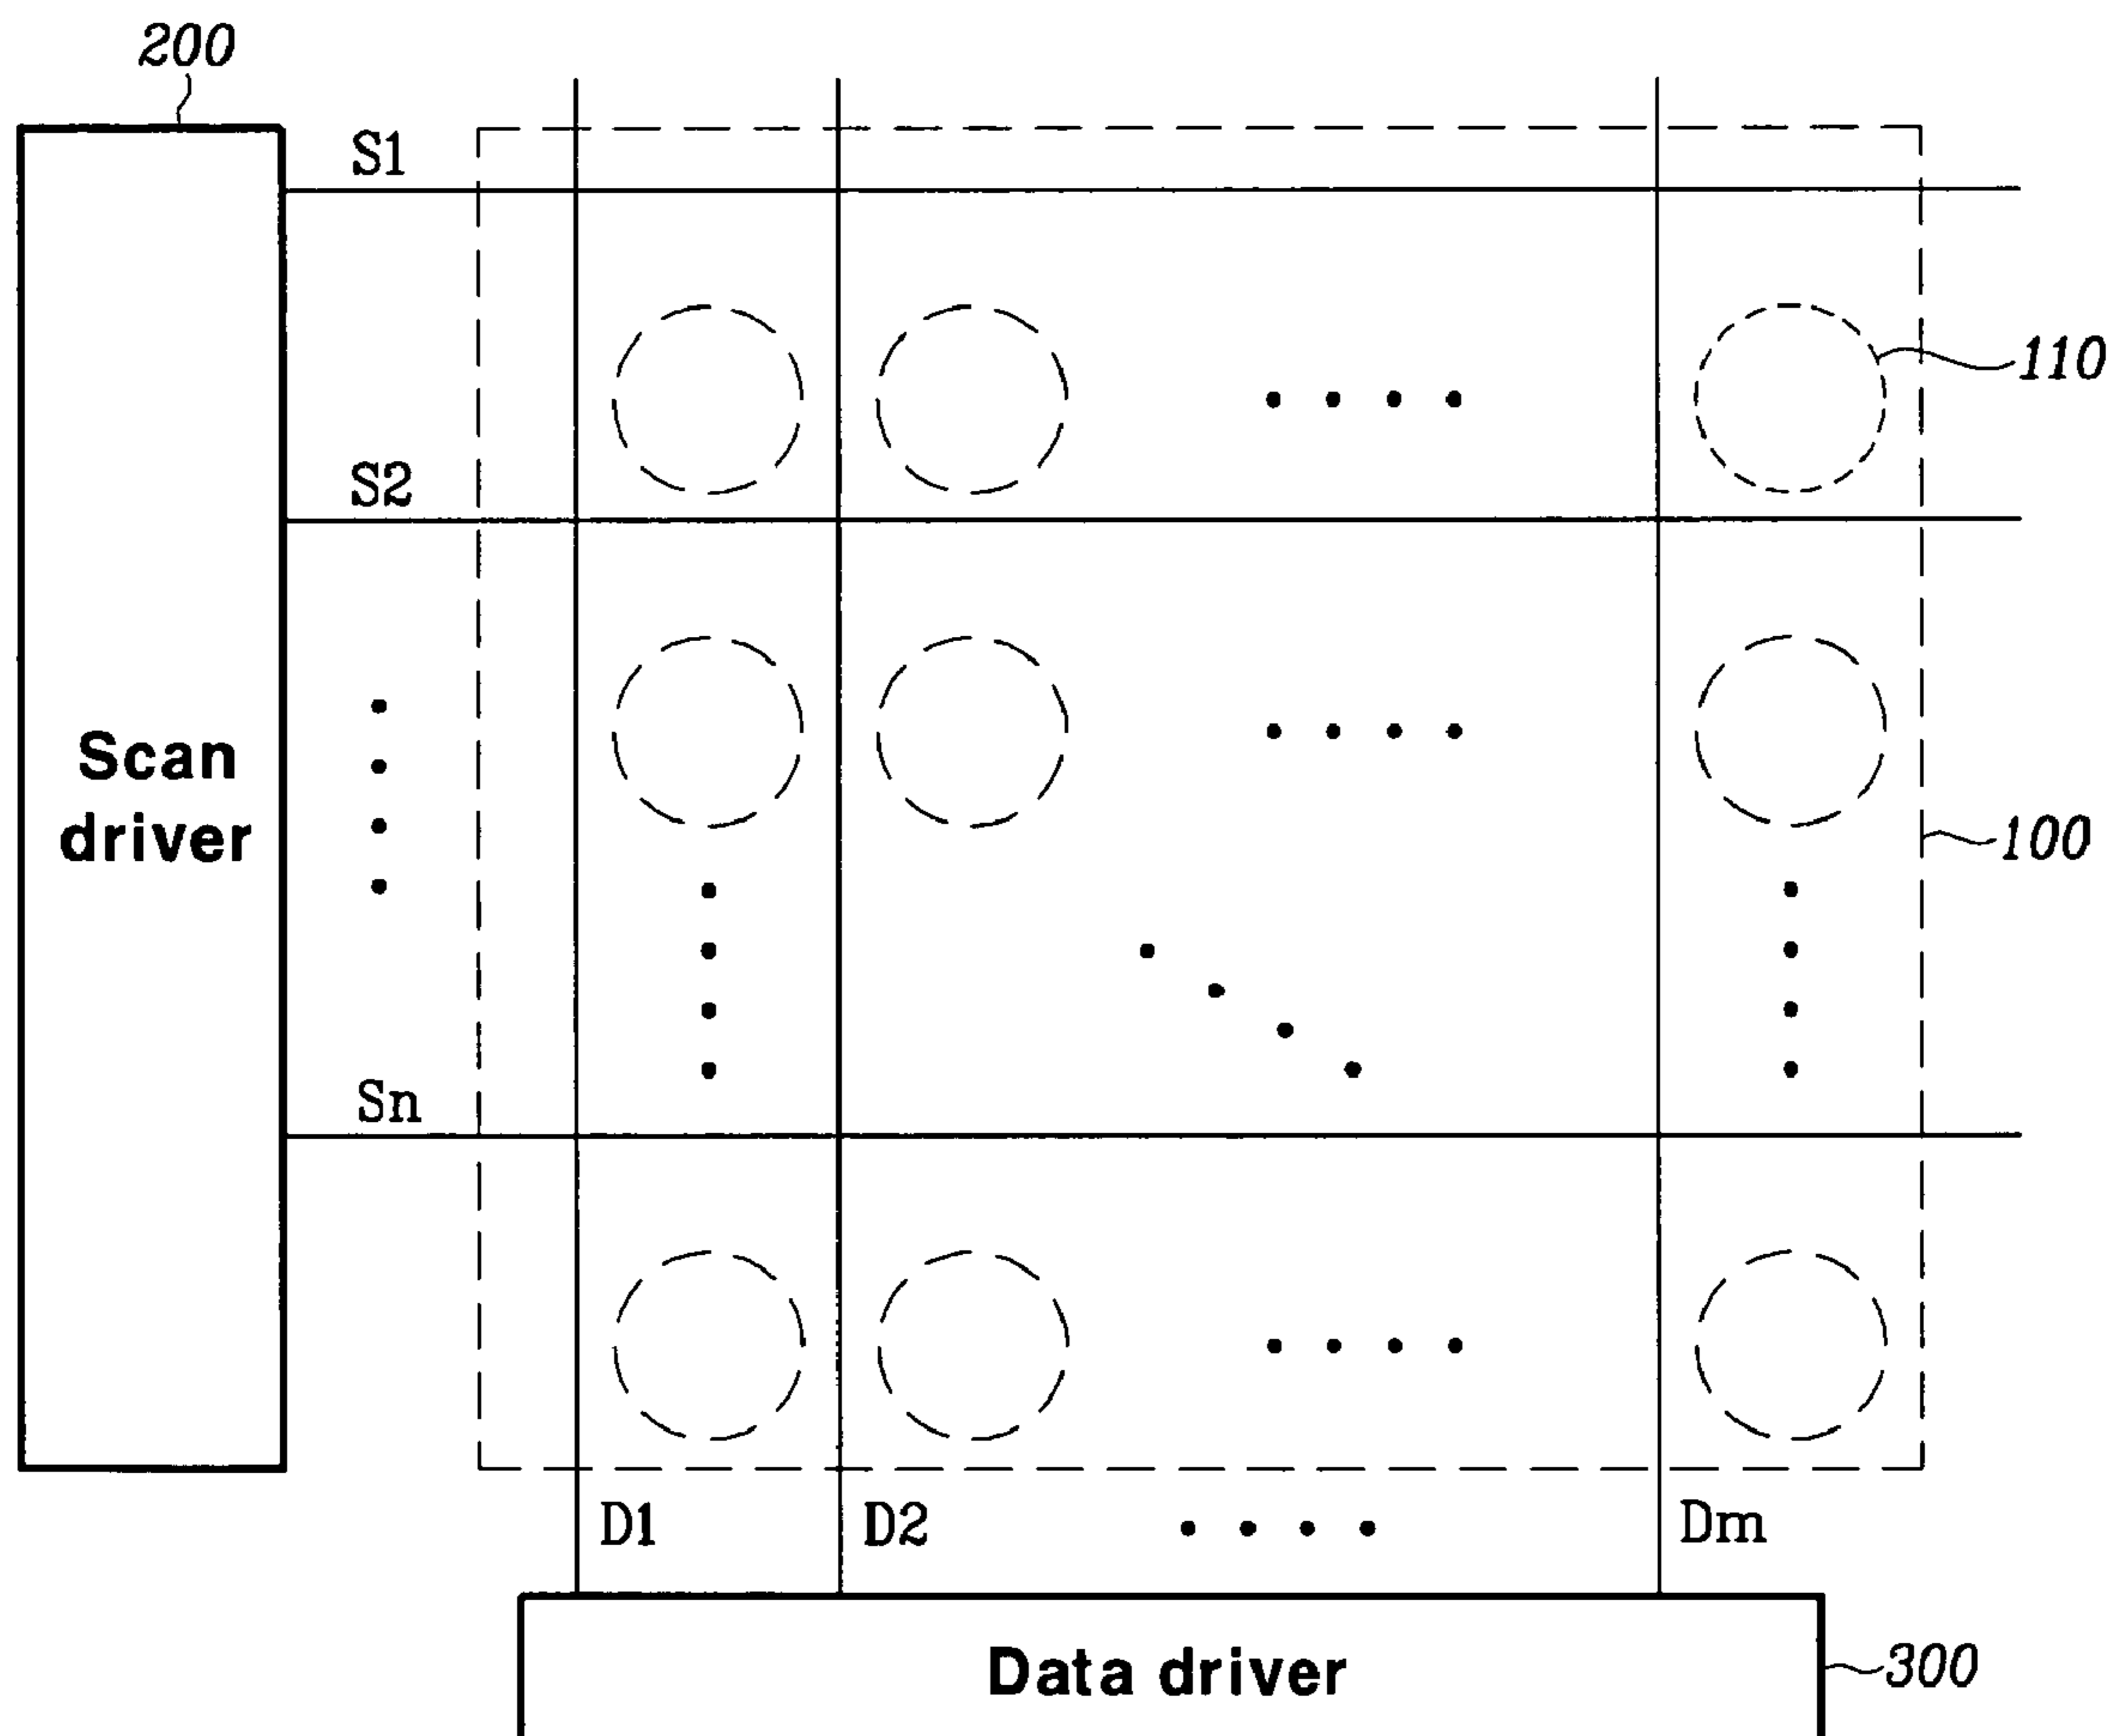 200
S1
110
S2
Scan
driver
100
Sn
D1
D2
Dm
Data driver
300